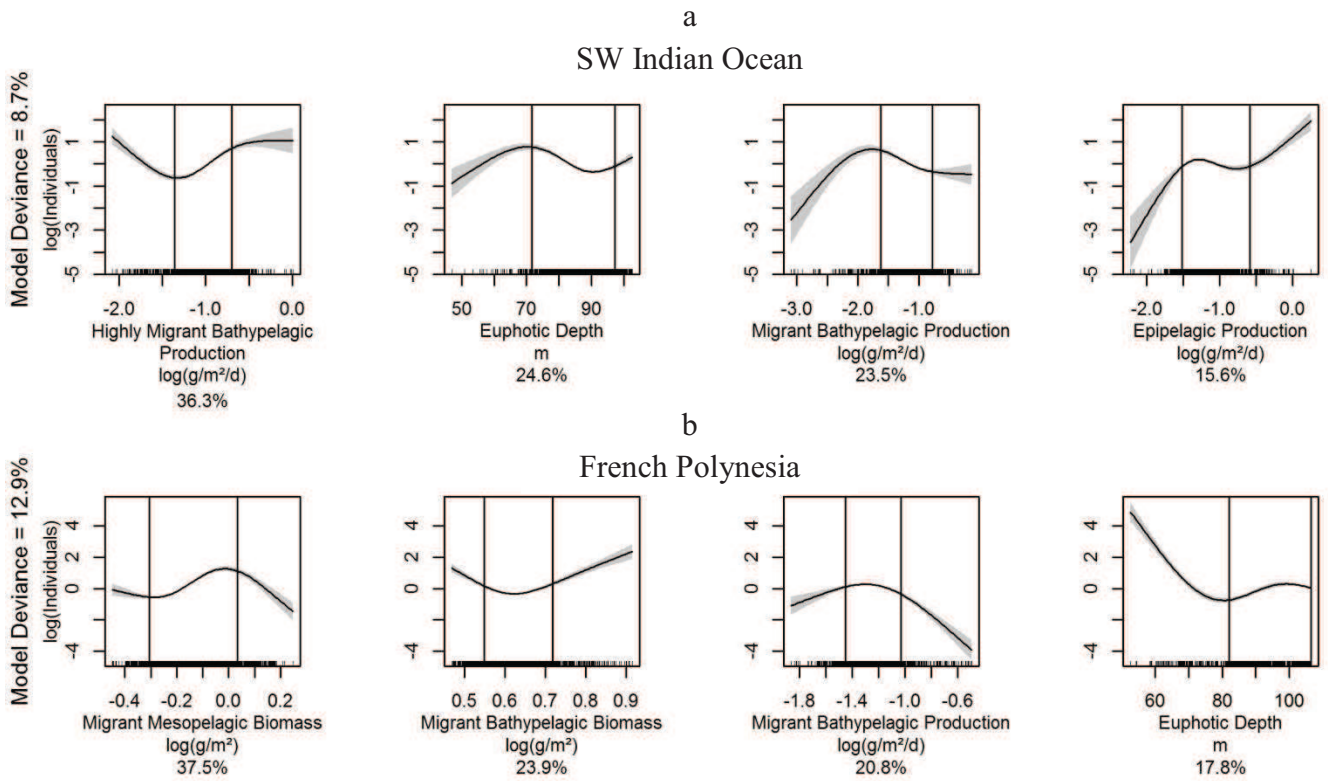 a
SW Indian Ocean
Model Deviance = 8.7%
log(Individuals)
1
-1
-3
-5
-2.0 -1.0 0.0
Highly Migrant Bathypelagic
Production
log(g/m²/d)
36.3%
1
-1
-3
-5
50 70 90
Euphotic Depth
m
24.6%
1
-1
-3
-5
-3.0 -2.0 -1.0
Migrant Bathypelagic Production
log(g/m²/d)
23.5%
1
-1
-3
-5
-2.0 -1.0 0.0
Epipelagic Production
log(g/m²/d)
15.6%
b
French Polynesia
Model Deviance = 12.9%
log(Individuals)
4
2
0
-4
-0.4 -0.2 0.0 0.2
Migrant Mesopelagic Biomass
log(g/m²)
37.5%
4
2
0
-4
0.5 0.6 0.7 0.8 0.9
Migrant Bathypelagic Biomass
log(g/m²)
23.9%
4
2
0
-4
-1.8 -1.4 -1.0 -0.6
Migrant Bathypelagic Production
log(g/m²/d)
20.8%
4
2
0
-4
60 80 100
Euphotic Depth
m
17.8%